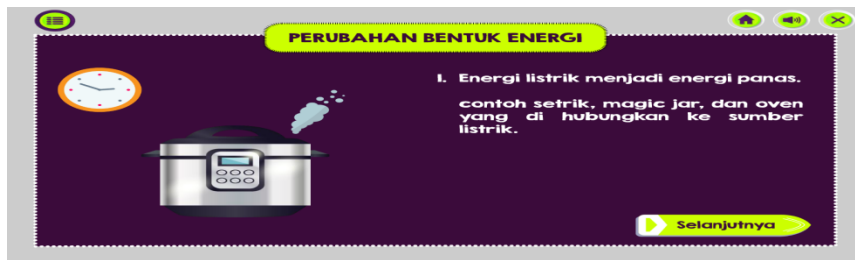 PERUBAHAN BENTUK ENERGI
1. Energi listrik menjadi energi panas.
contoh setrik, magic jar, dan oven
yang di hubungkan ke sumber
listrik.
Selanjutnya